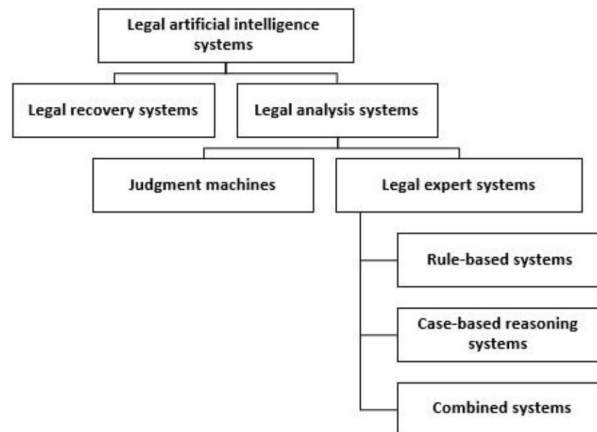 Legal artificial intelligence
systems
Legal recovery systems
Legal analysis systems
Judgment machines
Legal expert systems
Rule-based systems
Case-based reasoning
systems
Combined systems